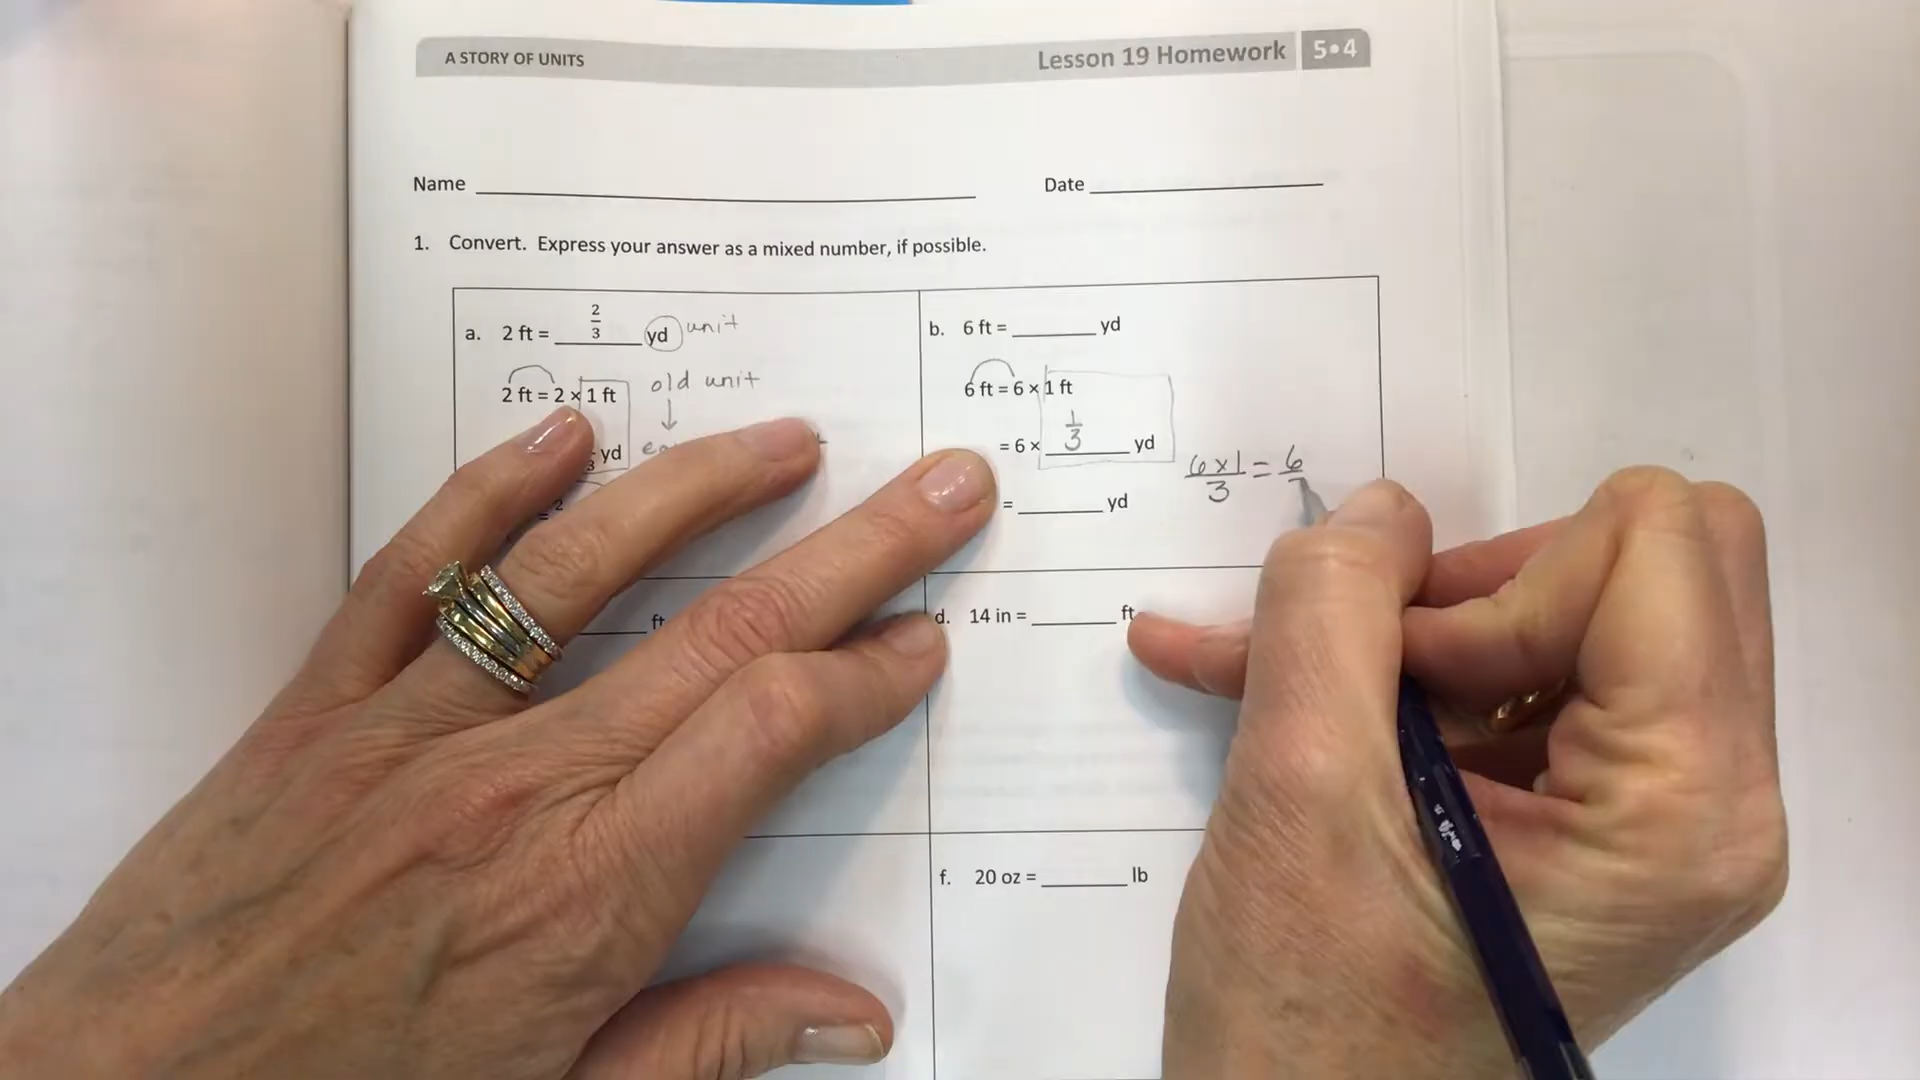 A STORY OF UNITS Lesson 19 Homework 5•4
Name Date
1. Convert. Express your answer as a mixed number, if possible.
a. 2 ft = 2/3 yd unit
2 ft = 2 × 1 ft old unit
yd
= 2
b. 6 ft = yd
6 ft = 6 × 1 ft
= 6 × 1/3 yd
= yd
6 x 1 / 3 = 6
ft
d. 14 in = ft
f. 20 oz = lb